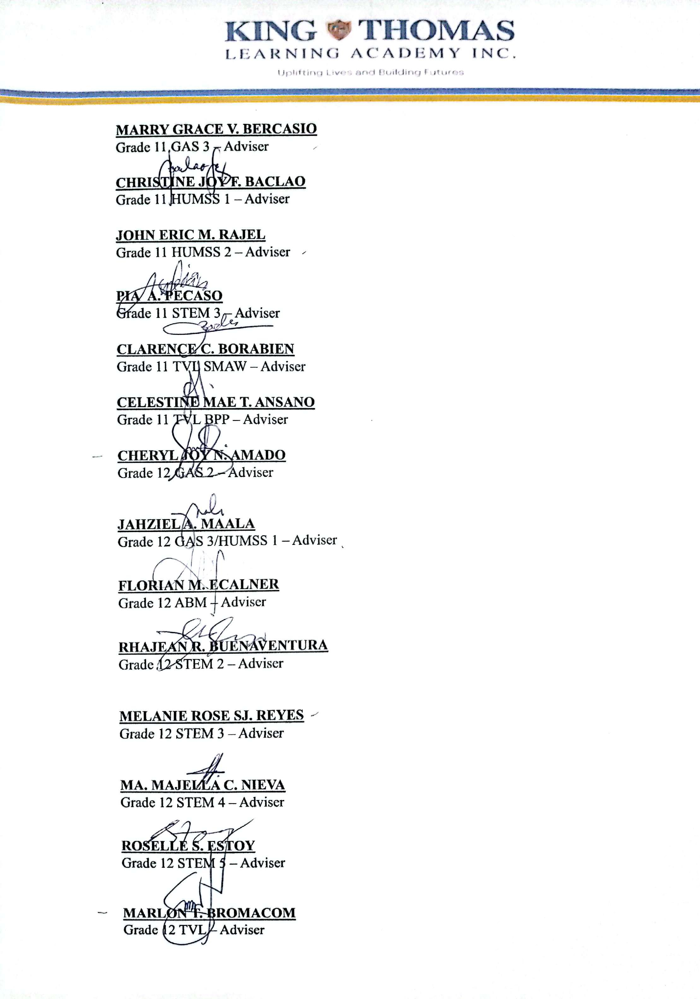 KING THOMAS
LEARNING ACADEMY INC.
Uplifting Lives and Building Futures
MARRY GRACE V. BERCASIO
Grade 11 GAS 3 – Adviser
CHRISTINE JOY F. BACLAO
Grade 11 HUMSS 1 – Adviser
JOHN ERIC M. RAJEL
Grade 11 HUMSS 2 – Adviser
PIA A. PECASO
Grade 11 STEM 3 – Adviser
CLARENCE C. BORABIEN
Grade 11 TVL SMAW – Adviser
CELESTINE MAE T. ANSANO
Grade 11 TVL BPP – Adviser
CHERYL JOY N. AMADO
Grade 12 GAS 2 – Adviser
JAHZIEL A. MAALA
Grade 12 GAS 3/HUMSS 1 – Adviser
FLORIAN M. ECALNER
Grade 12 ABM – Adviser
RHAJEAN R. BUENAVENTURA
Grade 12 STEM 2 – Adviser
MELANIE ROSE SJ. REYES
Grade 12 STEM 3 – Adviser
MA. MAJELLA C. NIEVA
Grade 12 STEM 4 – Adviser
ROSELLE S. ESTOY
Grade 12 STEM 5 – Adviser
MARLON T. BROMACOM
Grade 12 TVL – Adviser